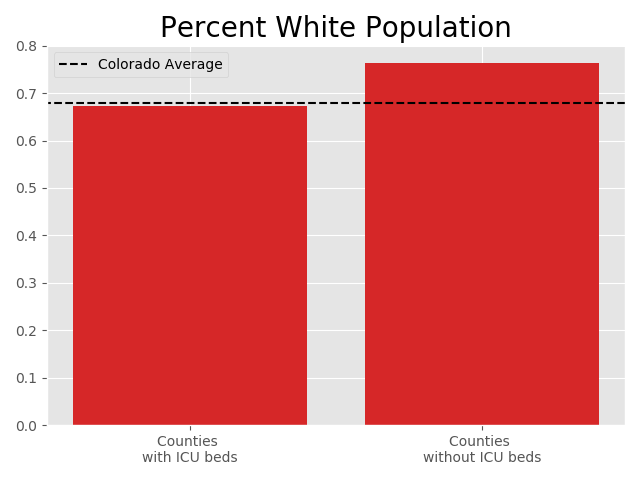 Percent White Population
Colorado Average
0.8
0.7
0.6
0.5
0.4
0.3
0.2
0.1
0.0
Counties
with ICU beds
Counties
without ICU beds